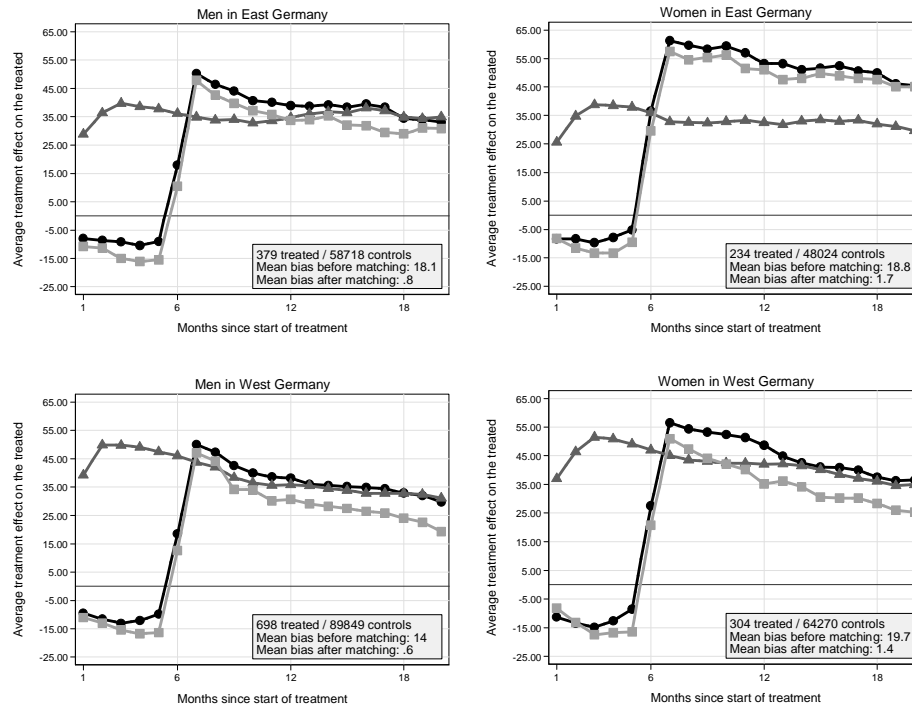 Men in East Germany
Average treatment effect on the treated
65.00
55.00
45.00
35.00
25.00
15.00
5.00
-5.00
-15.00
-25.00
379 treated / 58718 controls
Mean bias before matching: 18.1
Mean bias after matching: .8
1
6
12
18
Months since start of treatment
Women in East Germany
Average treatment effect on the treated
65.00
55.00
45.00
35.00
25.00
15.00
5.00
-5.00
-15.00
-25.00
234 treated / 48024 controls
Mean bias before matching: 18.8
Mean bias after matching: 1.7
1
6
12
18
Months since start of treatment
Men in West Germany
Average treatment effect on the treated
65.00
55.00
45.00
35.00
25.00
15.00
5.00
-5.00
-15.00
-25.00
698 treated / 89849 controls
Mean bias before matching: 14
Mean bias after matching: .6
1
6
12
18
Months since start of treatment
Women in West Germany
Average treatment effect on the treated
65.00
55.00
45.00
35.00
25.00
15.00
5.00
-5.00
-15.00
-25.00
304 treated / 64270 controls
Mean bias before matching: 19.7
Mean bias after matching: 1.4
1
6
12
18
Months since start of treatment